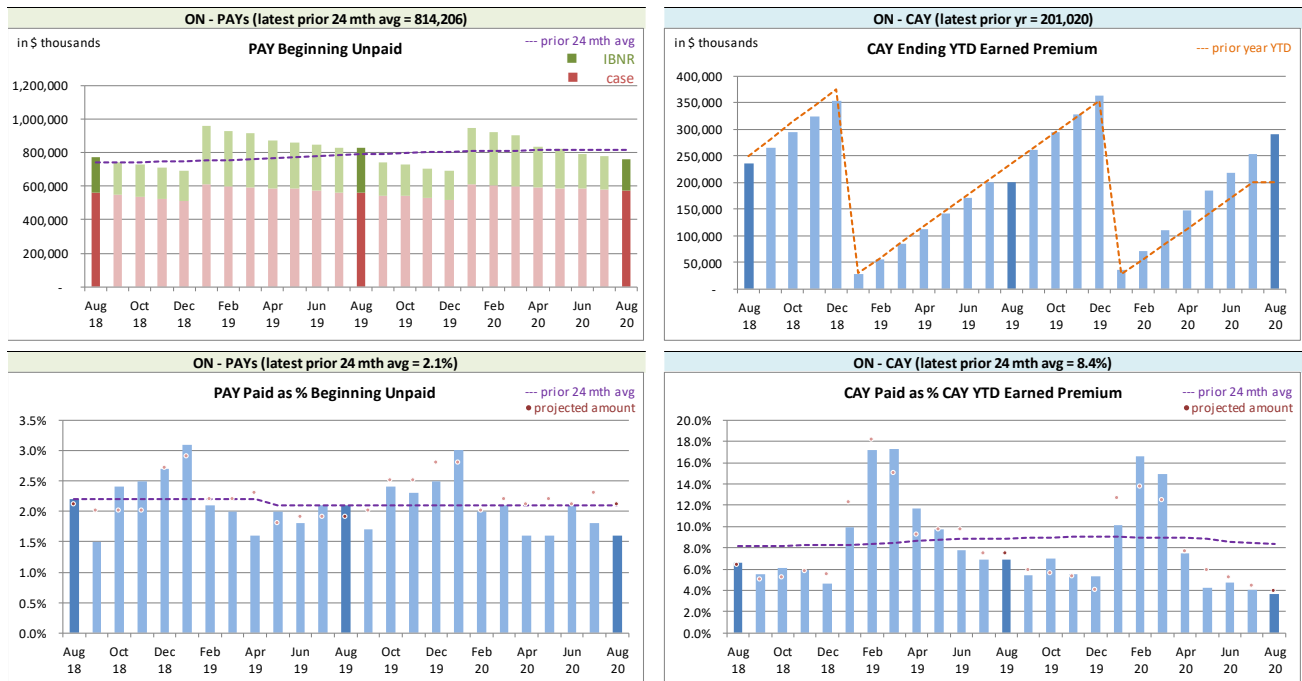 ON - PAYs (latest prior 24 mth avg = 814,206)
in $ thousands
PAY Beginning Unpaid
--- prior 24 mth avg
IBNR
case
1,200,000
1,000,000
800,000
600,000
400,000
200,000
-
Aug Oct Dec Feb Apr Jun Aug Oct Dec Feb Apr Jun Aug
18 18 18 19 19 19 19 19 19 20 20 20 20
ON - CAY (latest prior yr = 201,020)
in $ thousands
CAY Ending YTD Earned Premium
--- prior year YTD
400,000
350,000
300,000
250,000
200,000
150,000
100,000
50,000
-
Aug Oct Dec Feb Apr Jun Aug Oct Dec Feb Apr Jun Aug
18 18 18 19 19 19 19 19 19 20 20 20 20
ON - PAYs (latest prior 24 mth avg = 2.1%)
PAY Paid as % Beginning Unpaid
--- prior 24 mth avg
projected amount
3.5%
3.0%
2.5%
2.0%
1.5%
1.0%
0.5%
0.0%
Aug Oct Dec Feb Apr Jun Aug Oct Dec Feb Apr Jun Aug
18 18 18 19 19 19 19 19 19 20 20 20 20
ON - CAY (latest prior 24 mth avg = 8.4%)
CAY Paid as % CAY YTD Earned Premium
--- prior 24 mth avg
projected amount
20.0%
18.0%
16.0%
14.0%
12.0%
10.0%
8.0%
6.0%
4.0%
2.0%
0.0%
Aug Oct Dec Feb Apr Jun Aug Oct Dec Feb Apr Jun Aug
18 18 18 19 19 19 19 19 19 20 20 20 20